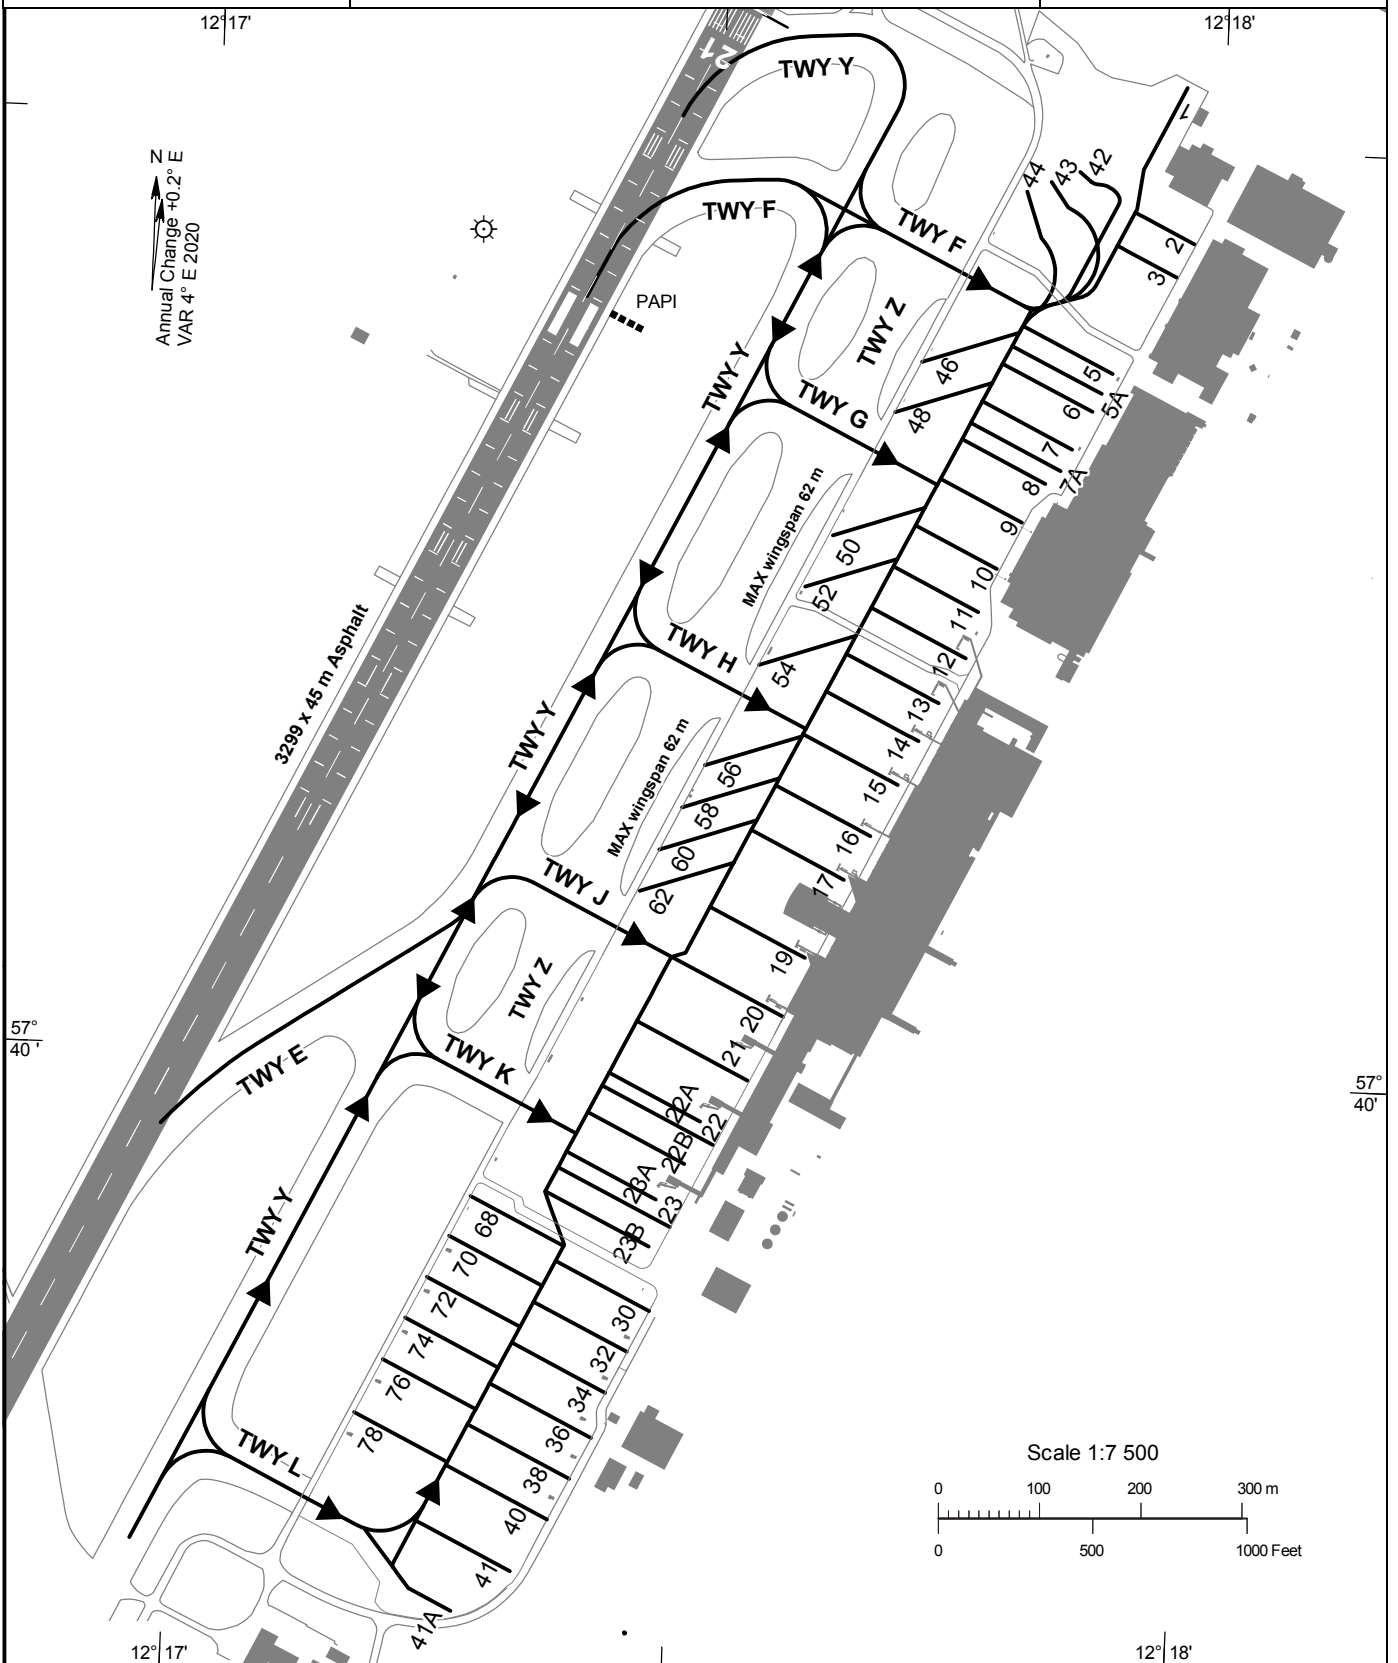 12° 17'
12° 18'
21
TWY Y
1
N
Annual Change +0.2° E
VAR 4° E 2020
44
43
42
TWY F
TWY F
2
3
PAPI
TWY Z
TWY Y
46
5
5A
6
TWY G
48
7
7A
8
MAX wingspan 62 m
9
50
10
52
11
3299 x 45 m Asphalt
TWY H
12
54
13
14
TWY Y
56
15
MAX wingspan 62 m
58
16
60
17
TWY J
62
19
TWY Z
20
57°
40 '
21
TWY E
TWY K
22A
22
57°
40'
22B
23A
23
TWY Y
68
23B
70
72
30
74
32
76
34
78
36
TWY L
38
Scale 1:7 500
0 100 200 300 m
40
0 500 1000 Feet
41
41A
12° 17'
12° 18'